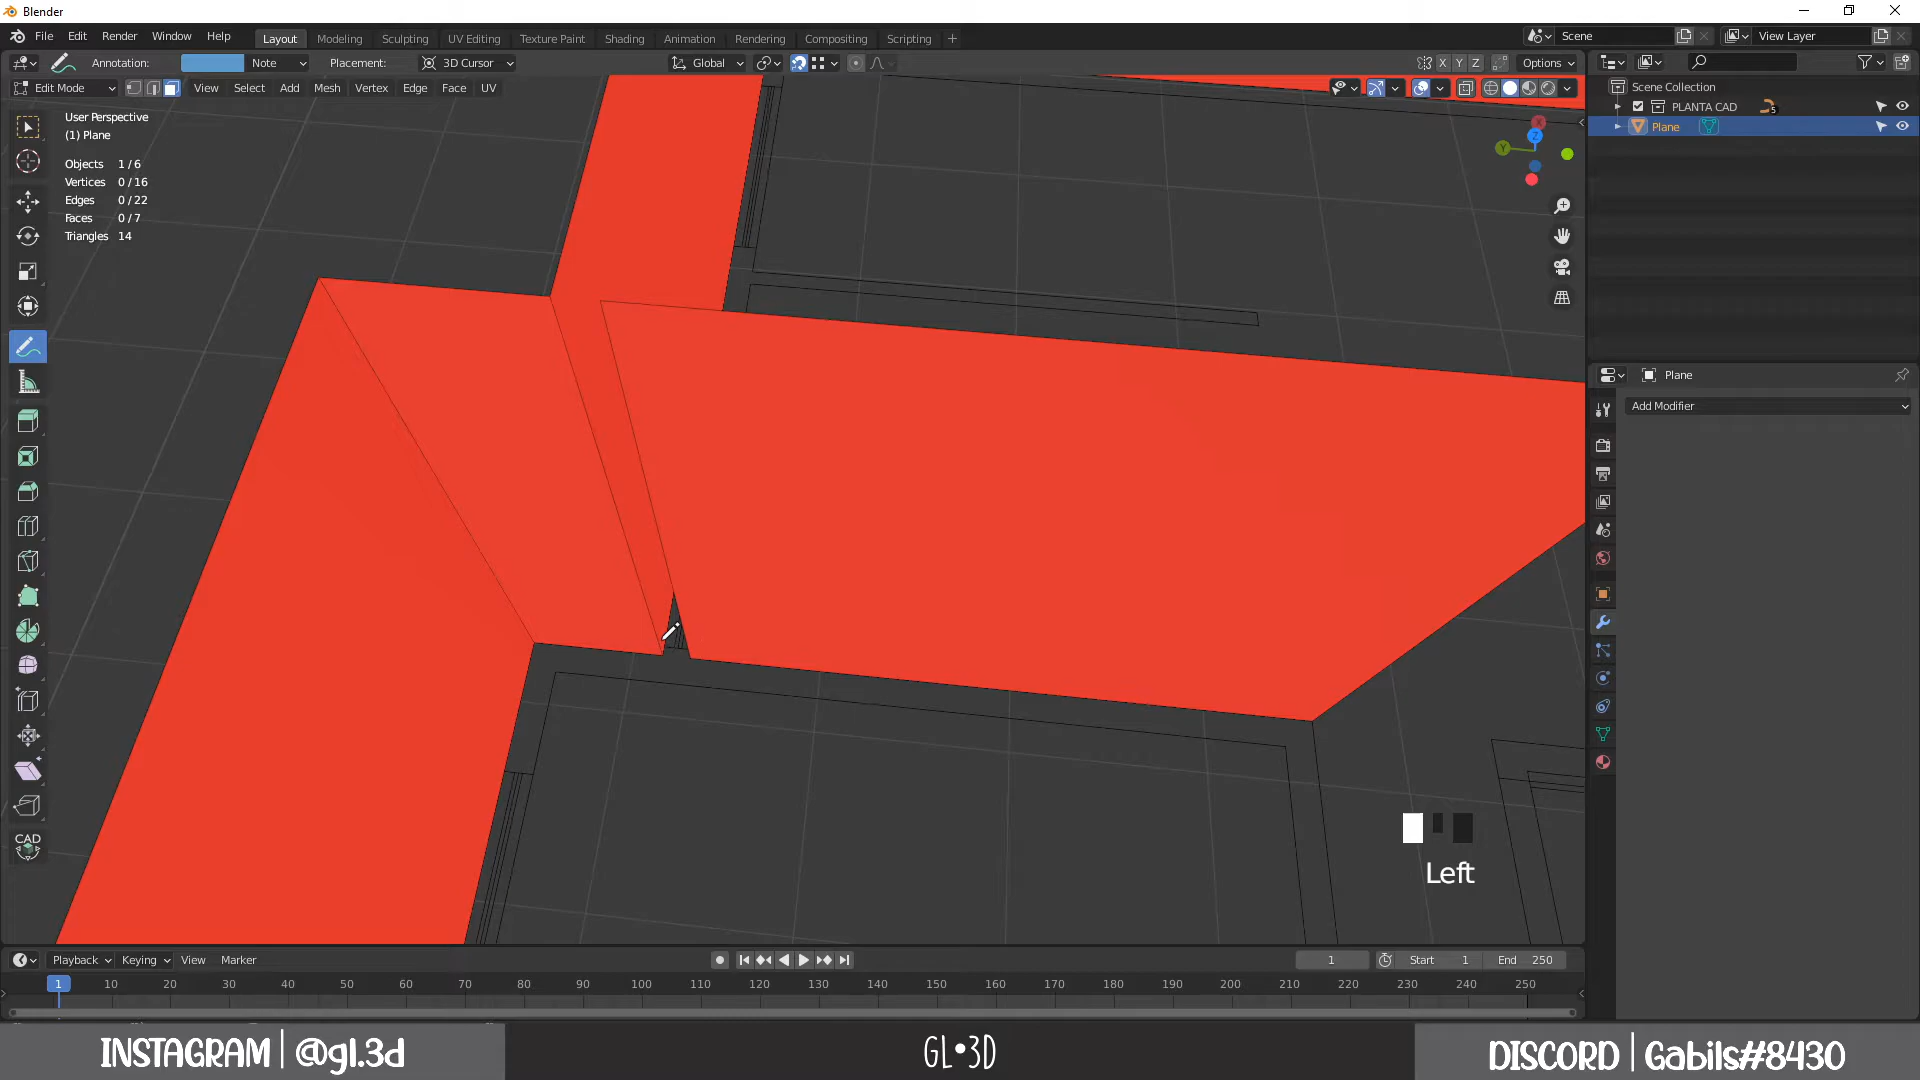 Blender
File Edit Render Window Help
Layout Modeling Sculpting UV Editing Texture Paint Shading Animation Rendering Compositing Scripting +
Scene
View Layer
Annotation: Note Placement: 3D Cursor
Global
X Y Z
Options
Edit Mode View Select Add Mesh Vertex Edge Face UV
User Perspective
(1) Plane
Objects 1 / 6
Vertices 0 / 16
Edges 0 / 22
Faces 0 / 7
Triangles 14
Scene Collection
PLANTA CAD 5
Plane
Plane
Add Modifier
X
Y
Z
CAD
Left
Playback Keying View Marker
1
Start 1
End 250
1 10 20 30 40 50 60 70 80 90 100 110 120 130 140 150 160 170 180 190 200 210 220 230 240 250
INSTAGRAM | @gl.3d
GL•3D
DISCORD | Gabils#8430